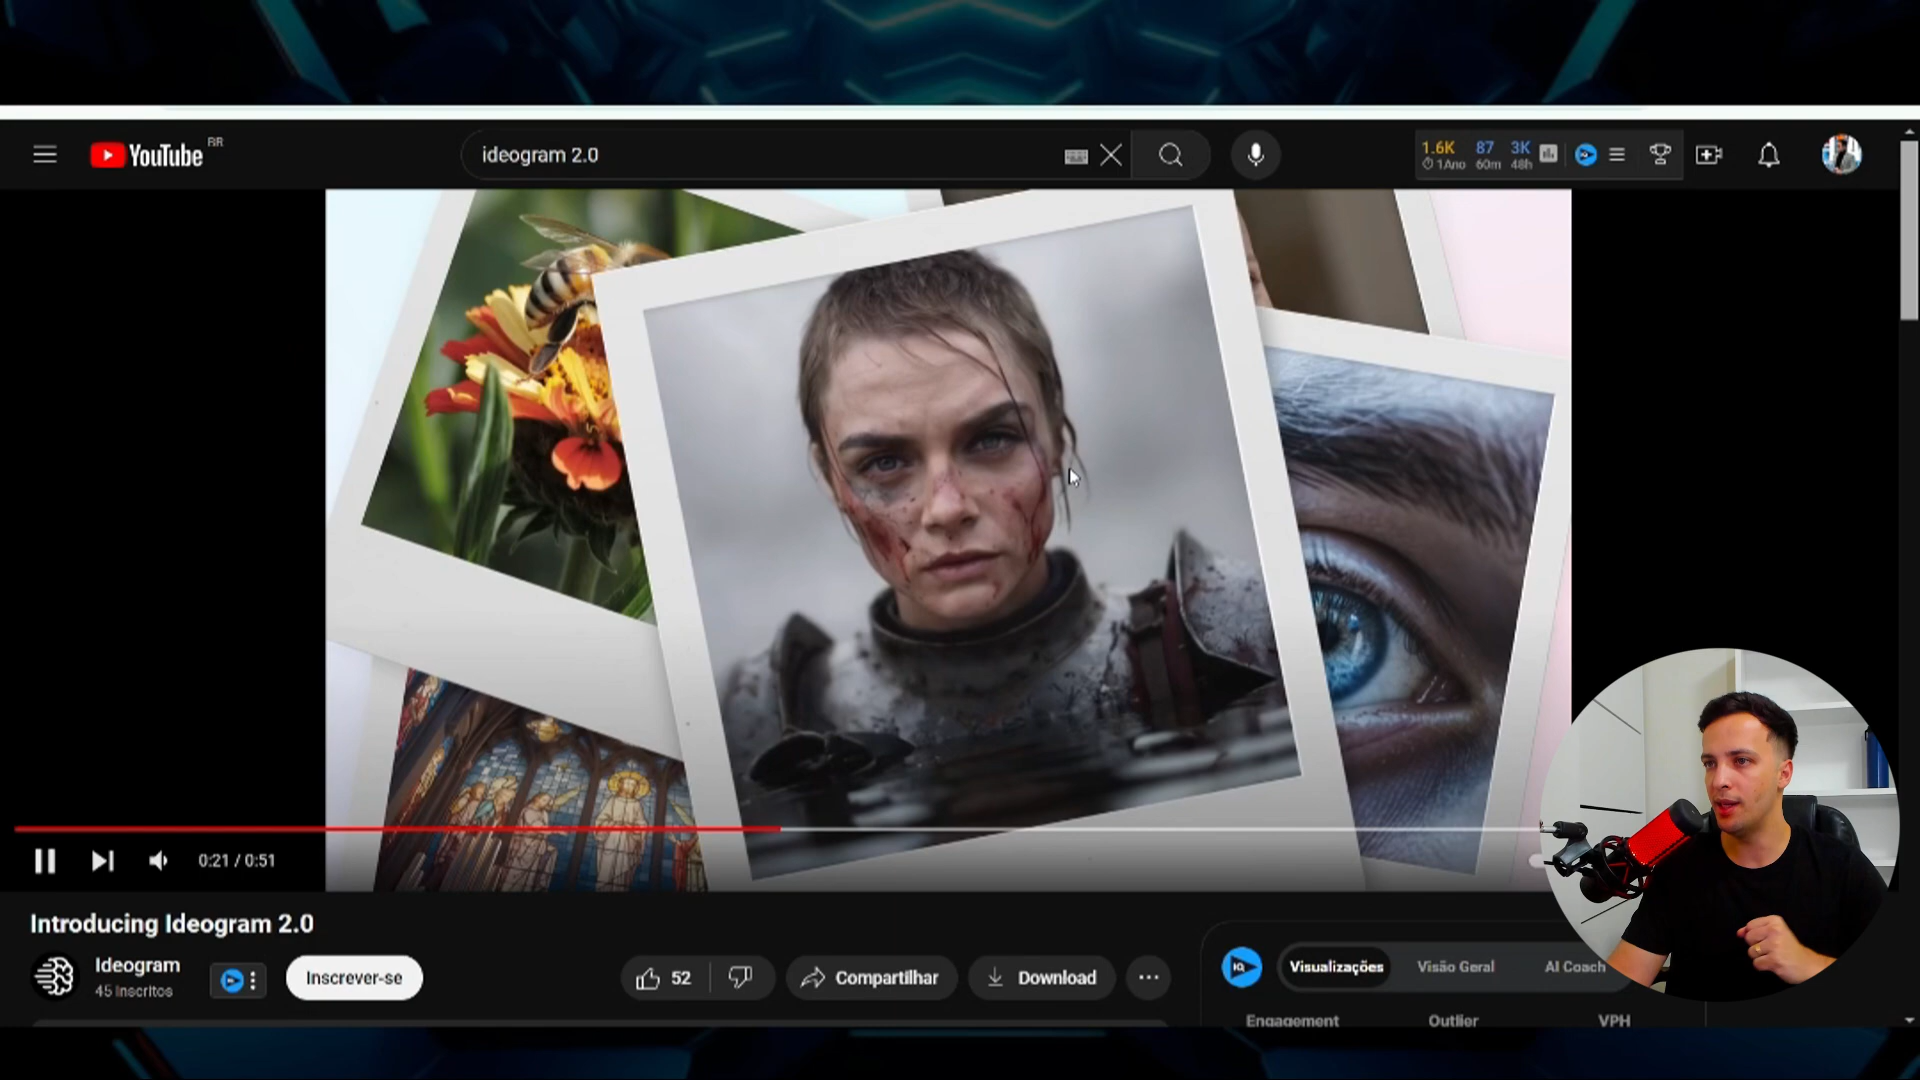 YouTube BR
ideogram 2.0
1.6K 87 3K
1Ano 60m 48h
0:21 / 0:51
Introducing Ideogram 2.0
Ideogram
45 inscritos
Inscrever-se
52
Compartilhar
Download
IQ
Visualizações
Visão Geral
AI Coach
Engagement
Outlier
VPH